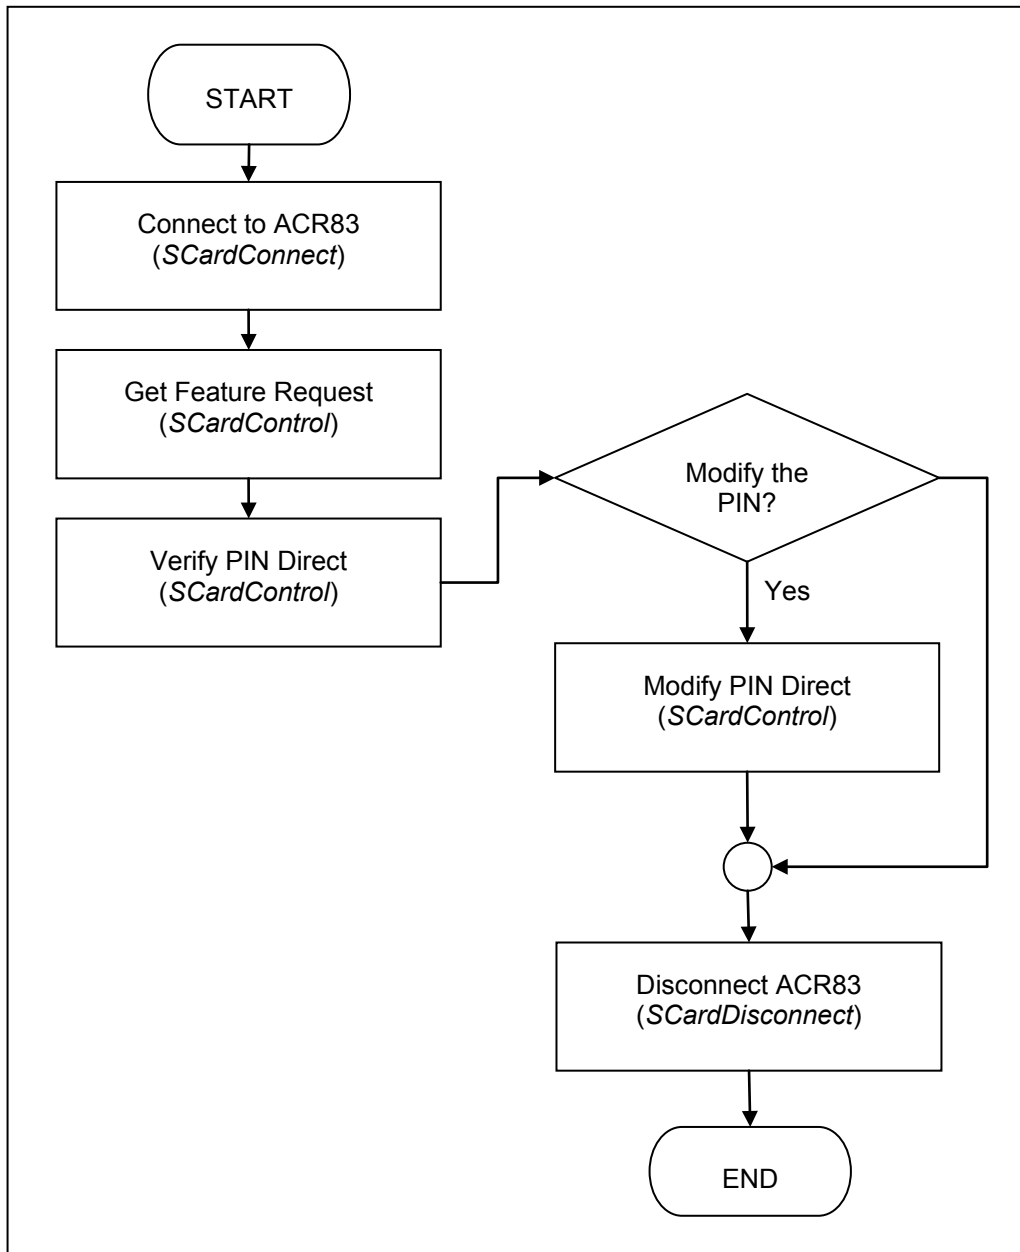 START
Connect to ACR83
(SCardConnect)
Get Feature Request
(SCardControl)
Verify PIN Direct
(SCardControl)
Modify the
PIN?
Yes
Modify PIN Direct
(SCardControl)
Disconnect ACR83
(SCardDisconnect)
END